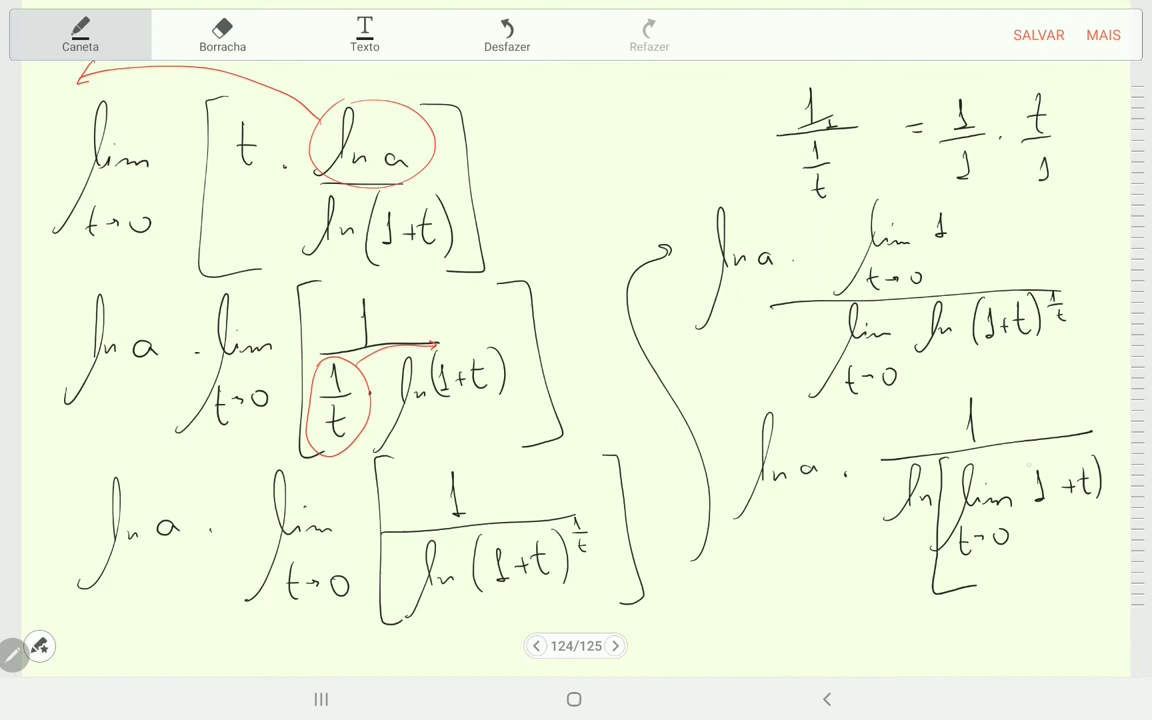 Caneta Borracha Texto Desfazer Refazer SALVAR MAIS
lim t→0 [ t · ln a / ln(1+t) ]
ln a · lim t→0 [ 1 / ( 1/t · ln(1+t) ) ]
ln a · lim t→0 [ 1 / ln (1+t)^(1/t) ]
1/1 / 1/t = 1/1 · t/1
ln a · lim t→0 1 / lim t→0 ln (1+t)^(1/t)
ln a · 1 / ln [ lim t→0 1+t)
124/125